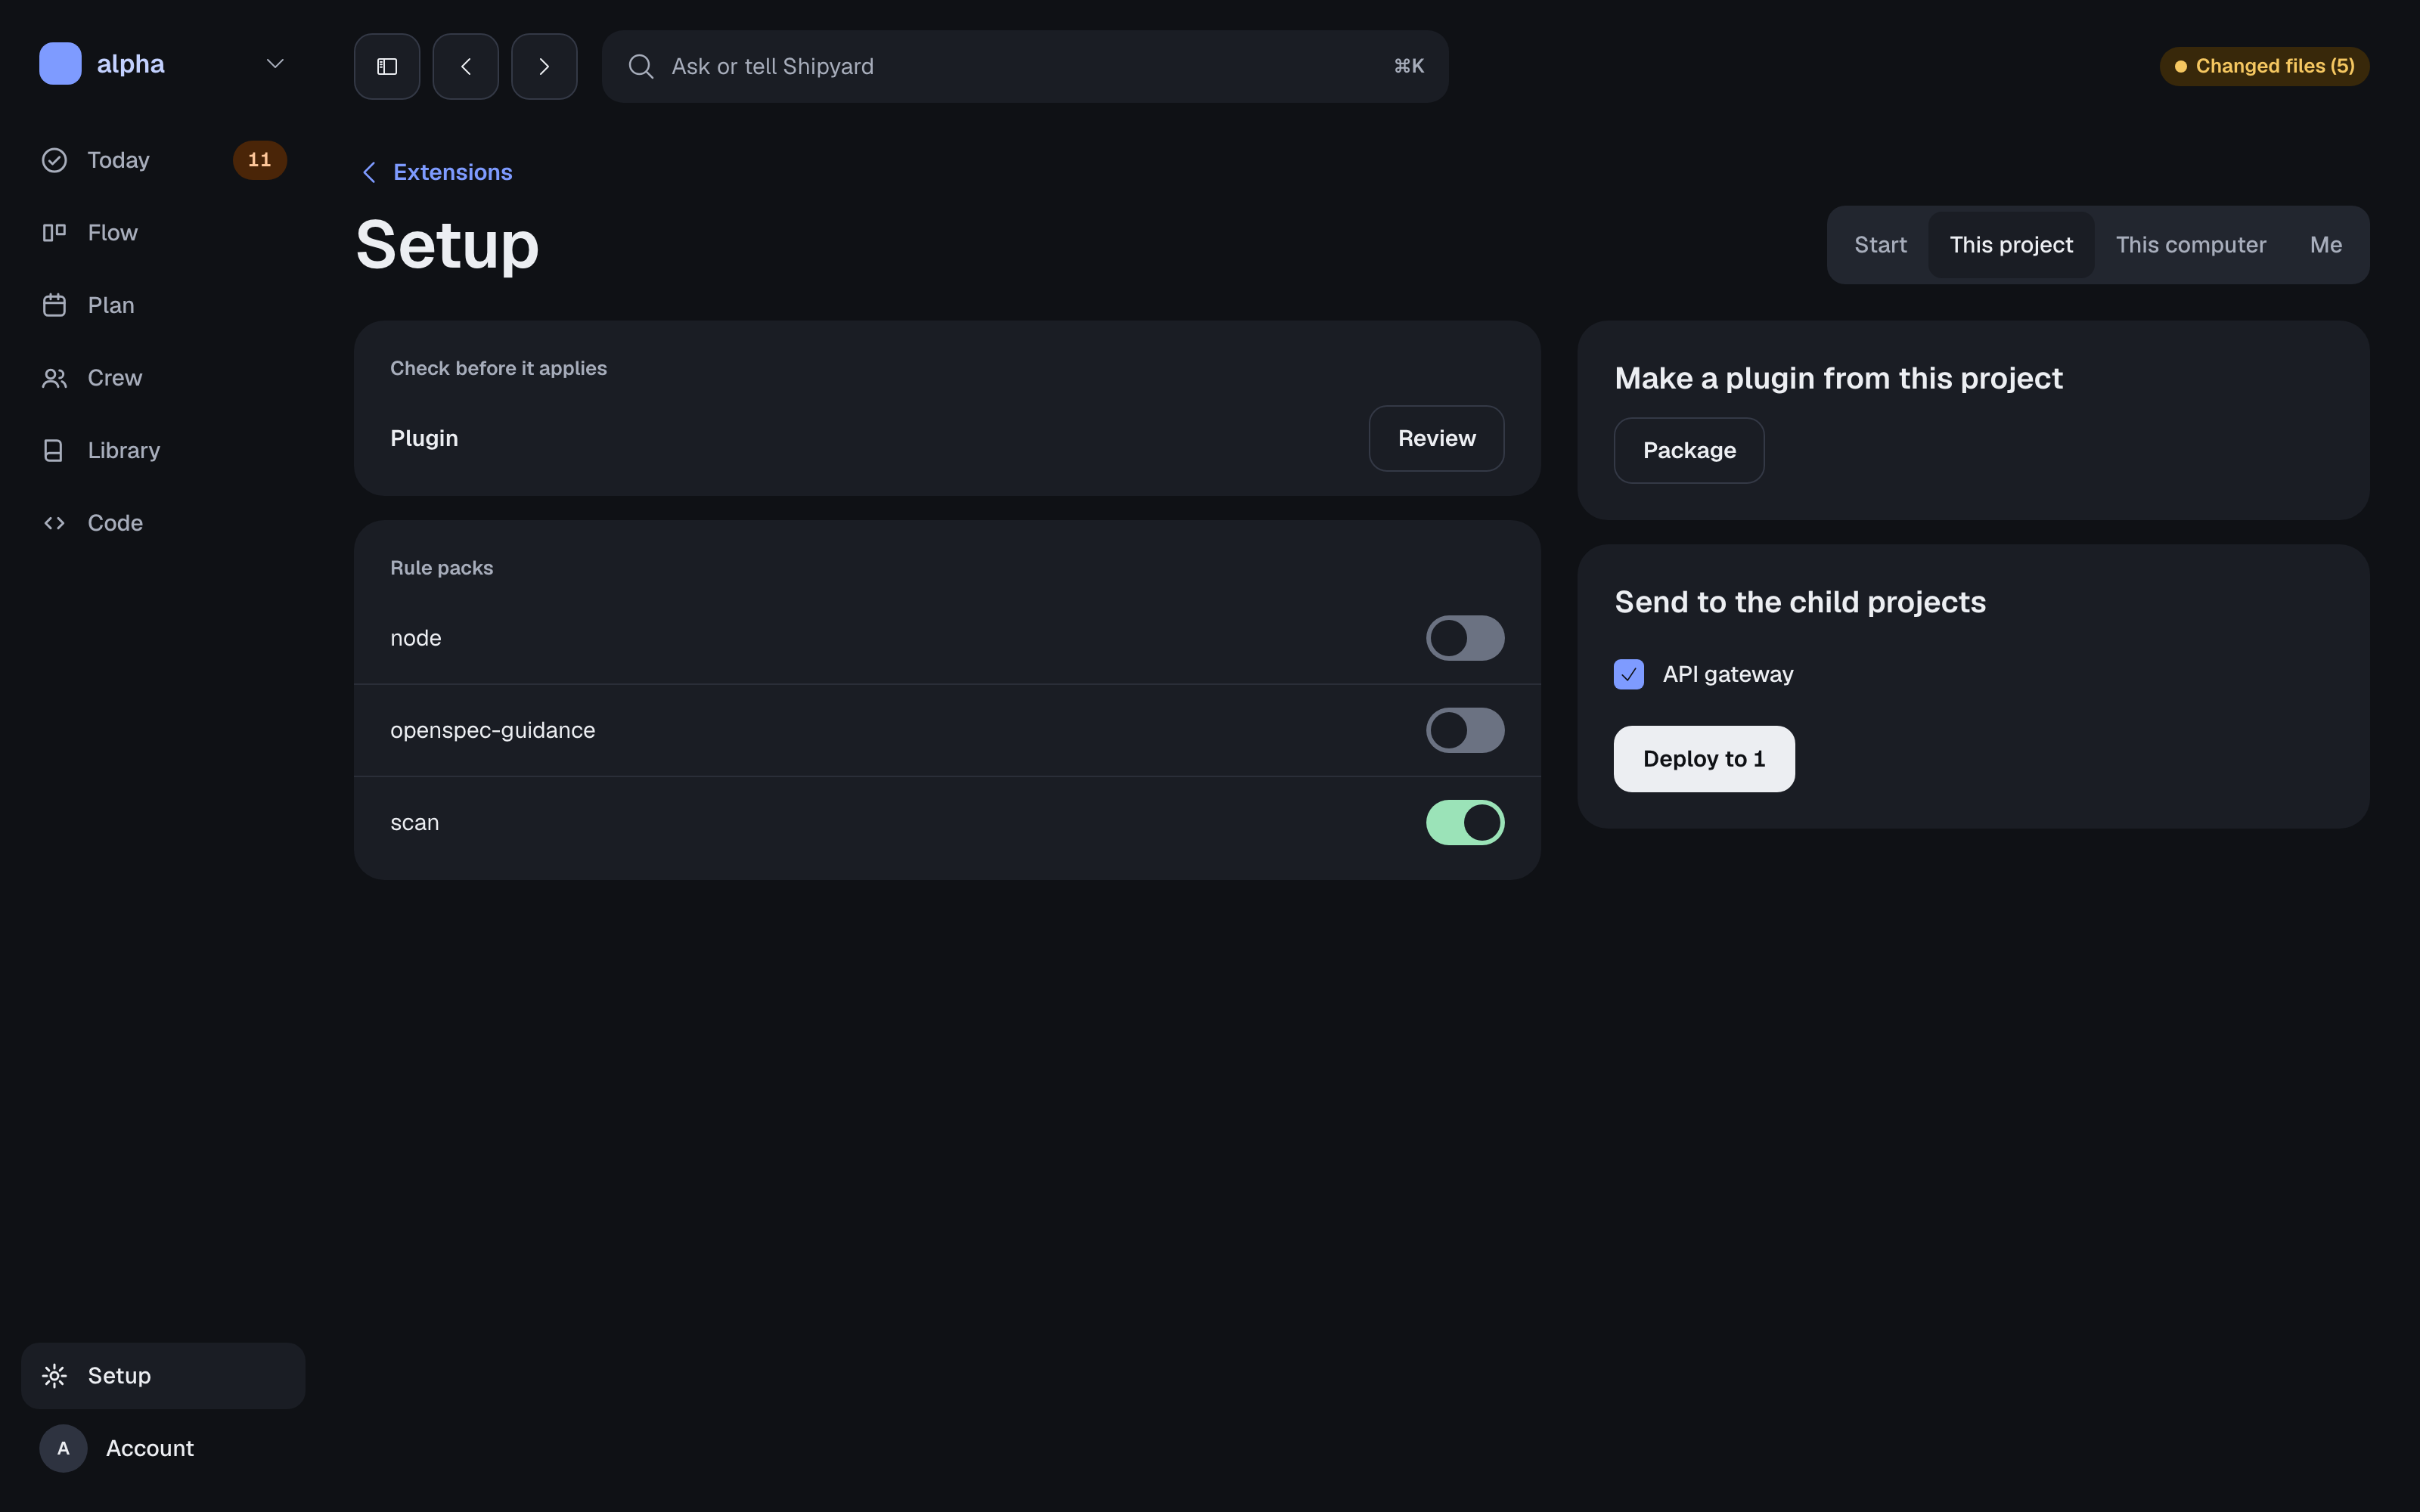 alpha
Ask or tell Shipyard
⌘K
Changed files (5)
Today
11
Flow
Plan
Crew
Library
Code
Extensions
Setup
Start
This project
This computer
Me
Check before it applies
Plugin
Review
Rule packs
node
openspec-guidance
scan
Make a plugin from this project
Package
Send to the child projects
API gateway
Deploy to 1
Setup
A
Account